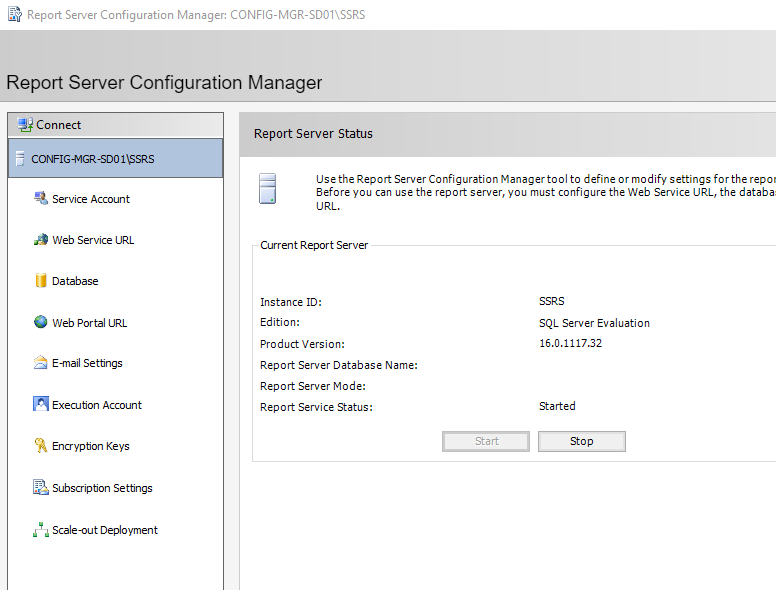 Report Server Configuration Manager: CONFIG-MGR-SD01\SSRS
Report Server Configuration Manager
Connect
CONFIG-MGR-SD01\SSRS
Service Account
Web Service URL
Database
Web Portal URL
E-mail Settings
Execution Account
Encryption Keys
Subscription Settings
Scale-out Deployment
Report Server Status
Use the Report Server Configuration Manager tool to define or modify settings for the
Before you can use the report server, you must configure the Web Service URL, the
URL.
Current Report Server
Instance ID: SSRS
Edition: SQL Server Evaluation
Product Version: 16.0.1117.32
Report Server Database Name:
Report Server Mode:
Report Service Status: Started
Start Stop